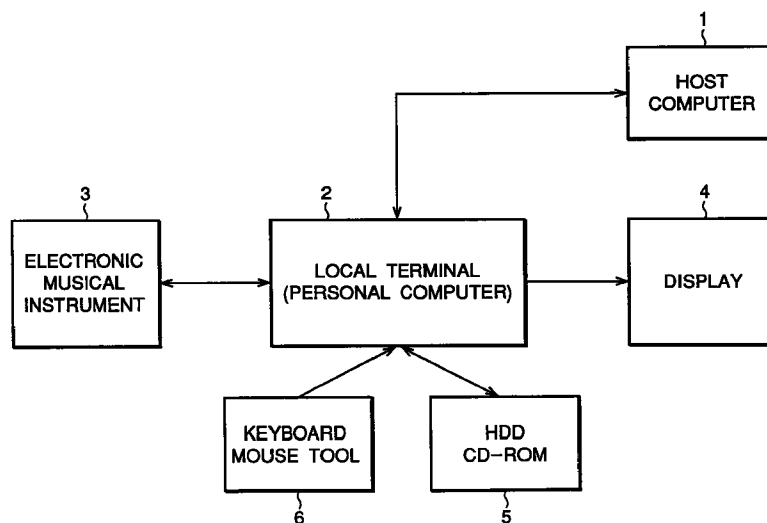 1
HOST
COMPUTER
3
ELECTRONIC
MUSICAL
INSTRUMENT
2
LOCAL TERMINAL
(PERSONAL COMPUTER)
4
DISPLAY
KEYBOARD
MOUSE TOOL
6
HDD
CD-ROM
5